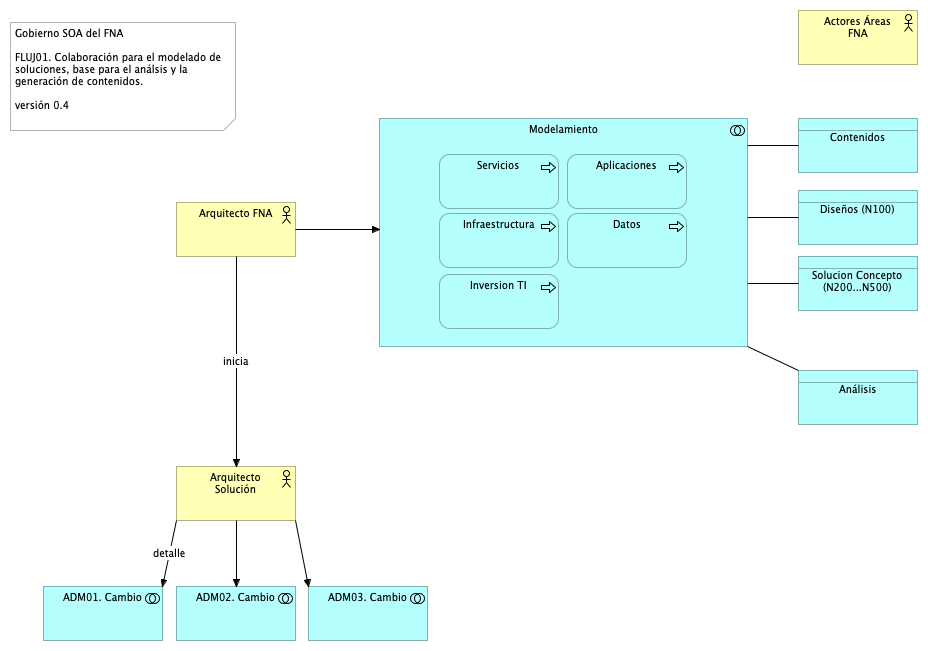 Gobierno SOA del FNA
FLUJ01. Colaboración para el modelado de
soluciones, base para el análsis y la
generación de contenidos.
versión 0.4
Actores Áreas
FNA
Modelamiento
Servicios
Aplicaciones
Infraestructura
Datos
Inversion TI
Contenidos
Diseños (N100)
Solucion Concepto
(N200...N500)
Análisis
Arquitecto FNA
inicia
Arquitecto
Solución
detalle
ADM01. Cambio
ADM02. Cambio
ADM03. Cambio